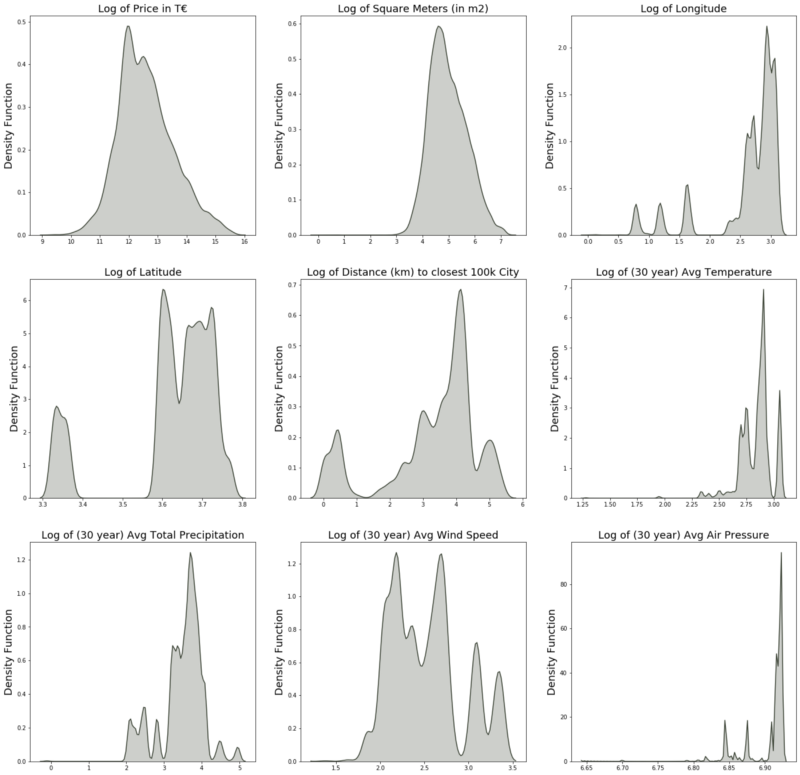 Log of Price in T€
Log of Square Meters (in m2)
Log of Longitude
Density Function
0.0
0.1
0.2
0.3
0.4
0.5
9 10 11 12 13 14 15 16
Density Function
0.0
0.1
0.2
0.3
0.4
0.5
0.6
0 1 2 3 4 5 6 7
Density Function
0.0
0.5
1.0
1.5
2.0
0.0 0.5 1.0 1.5 2.0 2.5 3.0
Log of Latitude
Log of Distance (km) to closest 100k City
Log of (30 year) Avg Temperature
Density Function
0
1
2
3
4
5
6
3.3 3.4 3.5 3.6 3.7 3.8
Density Function
0.0
0.1
0.2
0.3
0.4
0.5
0.6
0.7
0 1 2 3 4 5 6
Density Function
0
1
2
3
4
5
6
7
1.25 1.50 1.75 2.00 2.25 2.50 2.75 3.00
Log of (30 year) Avg Total Precipitation
Log of (30 year) Avg Wind Speed
Log of (30 year) Avg Air Pressure
Density Function
0.0
0.2
0.4
0.6
0.8
1.0
1.2
0 1 2 3 4 5
Density Function
0.0
0.2
0.4
0.6
0.8
1.0
1.2
1.5 2.0 2.5 3.0 3.5
Density Function
0
20
40
60
80
6.65 6.70 6.75 6.80 6.85 6.90